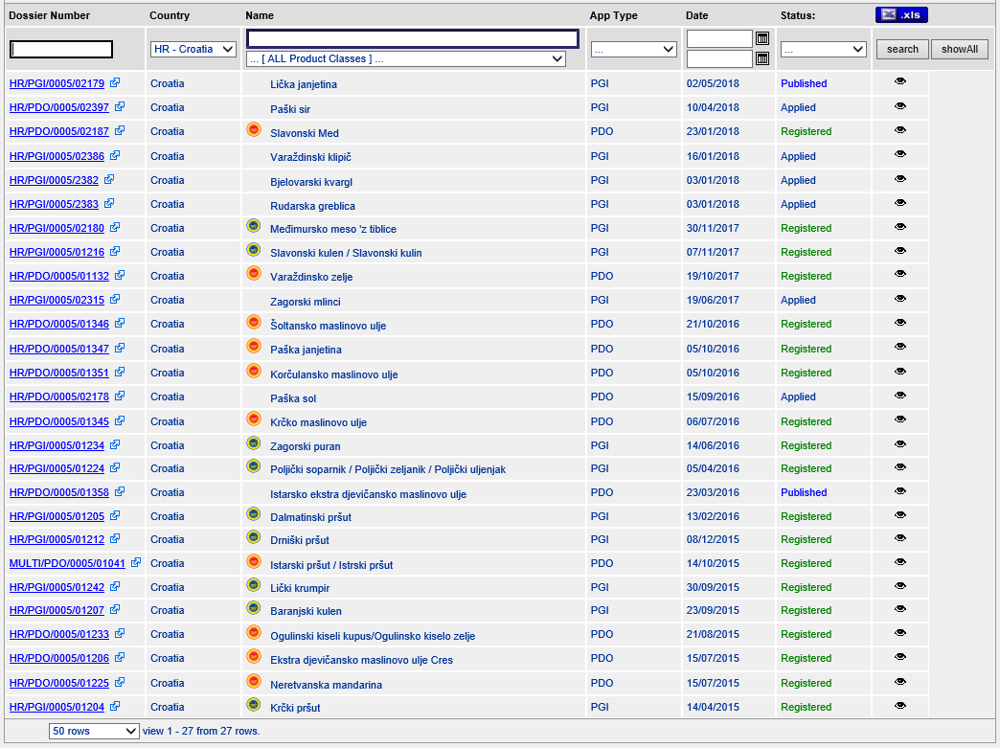 Dossier Number Country Name App Type Date Status: .xls
HR - Croatia ... [ ALL Product Classes ] ... ... ... search showAll
HR/PGI/0005/02179 Croatia Lička janjetina PGI 02/05/2018 Published
HR/PDO/0005/02397 Croatia Paški sir PGI 10/04/2018 Applied
HR/PDO/0005/02187 Croatia Slavonski Med PDO 23/01/2018 Registered
HR/PGI/0005/02386 Croatia Varaždinski klipič PGI 16/01/2018 Applied
HR/PGI/0005/2382 Croatia Bjelovarski kvargl PGI 03/01/2018 Applied
HR/PGI/0005/2383 Croatia Rudarska greblica PGI 03/01/2018 Applied
HR/PGI/0005/02180 Croatia Međimursko meso 'z tiblice PGI 30/11/2017 Registered
HR/PGI/0005/01216 Croatia Slavonski kulen / Slavonski kulin PGI 07/11/2017 Registered
HR/PDO/0005/01132 Croatia Varaždinsko zelje PDO 19/10/2017 Registered
HR/PGI/0005/02315 Croatia Zagorski mlinci PGI 19/06/2017 Applied
HR/PDO/0005/01346 Croatia Šoltansko maslinovo ulje PDO 21/10/2016 Registered
HR/PDO/0005/01347 Croatia Paška janjetina PDO 05/10/2016 Registered
HR/PDO/0005/01351 Croatia Korčulansko maslinovo ulje PDO 05/10/2016 Registered
HR/PDO/0005/02178 Croatia Paška sol PDO 15/09/2016 Applied
HR/PDO/0005/01345 Croatia Krčko maslinovo ulje PDO 06/07/2016 Registered
HR/PGI/0005/01234 Croatia Zagorski puran PGI 14/06/2016 Registered
HR/PGI/0005/01224 Croatia Poljički soparnik / Poljički zeljanik / Poljički uljenjak PGI 05/04/2016 Registered
HR/PDO/0005/01358 Croatia Istarsko ekstra djevičansko maslinovo ulje PDO 23/03/2016 Published
HR/PGI/0005/01205 Croatia Dalmatinski pršut PGI 13/02/2016 Registered
HR/PGI/0005/01212 Croatia Drniški pršut PGI 08/12/2015 Registered
MULTI/PDO/0005/01041 Croatia Istarski pršut / Istrski pršut PDO 14/10/2015 Registered
HR/PGI/0005/01242 Croatia Lički krumpir PGI 30/09/2015 Registered
HR/PGI/0005/01207 Croatia Baranjski kulen PGI 23/09/2015 Registered
HR/PDO/0005/01233 Croatia Ogulinski kiseli kupus/Ogulinsko kiselo zelje PDO 21/08/2015 Registered
HR/PDO/0005/01206 Croatia Ekstra djevičansko maslinovo ulje Cres PDO 15/07/2015 Registered
HR/PDO/0005/01225 Croatia Neretvanska mandarina PDO 15/07/2015 Registered
HR/PGI/0005/01204 Croatia Krčki pršut PGI 14/04/2015 Registered
50 rows view 1 - 27 from 27 rows.